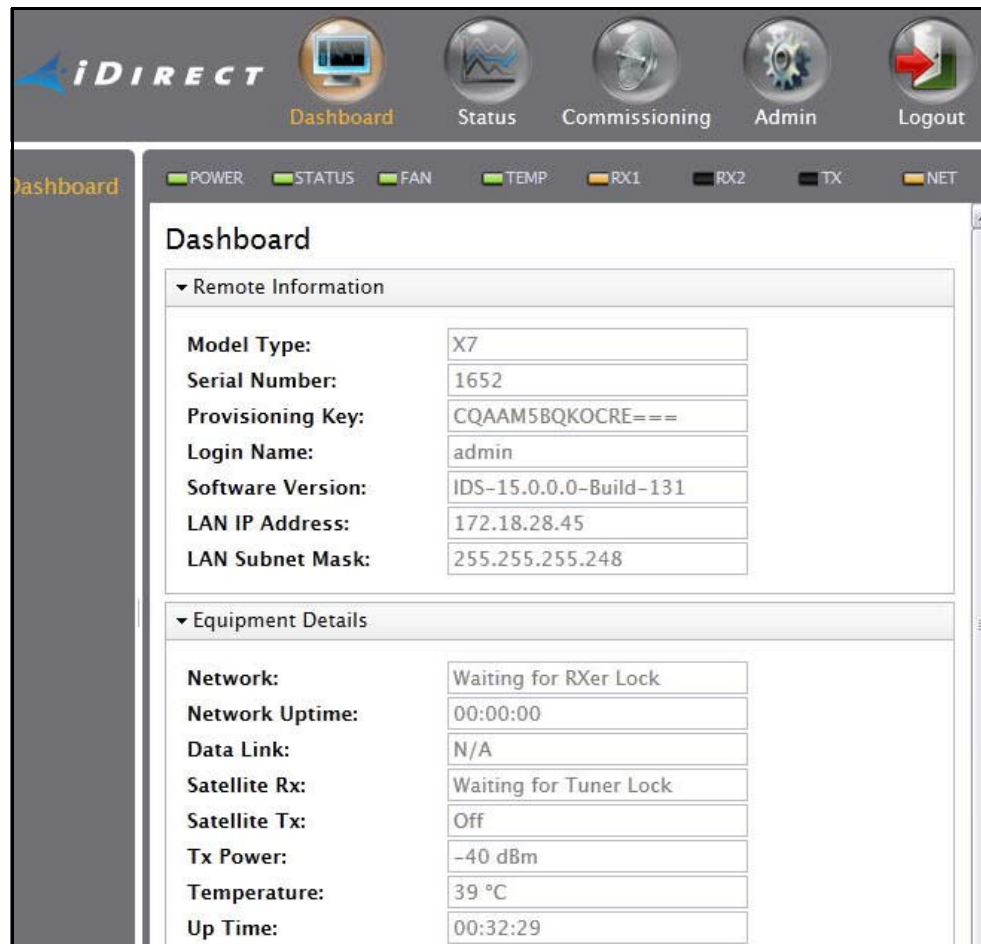 iDIRECT
Dashboard Status Commissioning Admin Logout
Dashboard
POWER STATUS FAN TEMP RX1 RX2 TX NET
Dashboard
Remote Information
Model Type: X7
Serial Number: 1652
Provisioning Key: CQAAM5BQKOCRE===
Login Name: admin
Software Version: IDS-15.0.0.0-Build-131
LAN IP Address: 172.18.28.45
LAN Subnet Mask: 255.255.255.248
Equipment Details
Network: Waiting for RXer Lock
Network Uptime: 00:00:00
Data Link: N/A
Satellite Rx: Waiting for Tuner Lock
Satellite Tx: Off
Tx Power: -40 dBm
Temperature: 39 °C
Up Time: 00:32:29